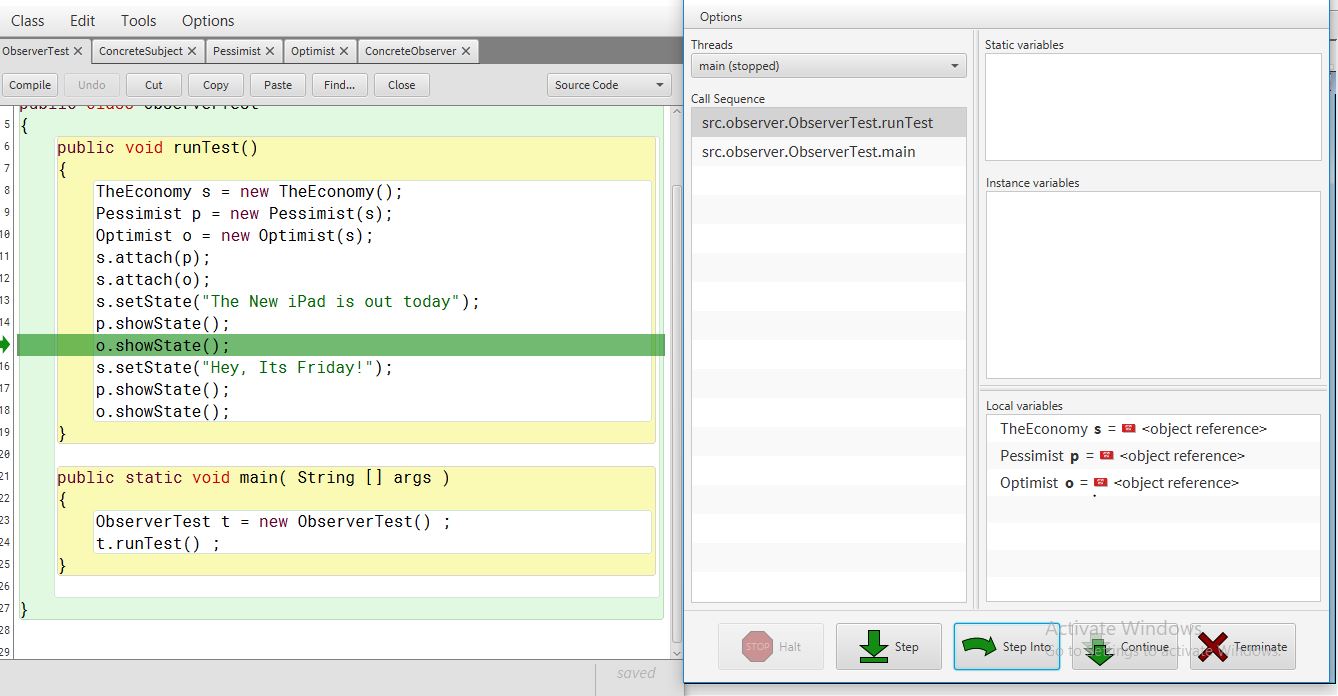 Class Edit Tools Options
ObserverTest ✕ ConcreteSubject ✕ Pessimist ✕ Optimist ✕ ConcreteObserver ✕
Compile Undo Cut Copy Paste Find... Close Source Code
public class ObserverTest
5 {
6 public void runTest()
7 {
8 TheEconomy s = new TheEconomy();
9 Pessimist p = new Pessimist(s);
10 Optimist o = new Optimist(s);
11 s.attach(p);
12 s.attach(o);
13 s.setState("The New iPad is out today");
14 p.showState();
o.showState();
16 s.setState("Hey, Its Friday!");
17 p.showState();
18 o.showState();
19 }
20
21 public static void main( String [] args )
22 {
23 ObserverTest t = new ObserverTest() ;
24 t.runTest() ;
25 }
26
27 }
28
29
saved
Options
Threads
main (stopped)
Call Sequence
src.observer.ObserverTest.runTest
src.observer.ObserverTest.main
Static variables
Instance variables
Local variables
TheEconomy s = <object reference>
Pessimist p = <object reference>
Optimist o = <object reference>
STOP Halt Step Step Into Continue Terminate
Activate Windows
Go to Settings to activate Windows.